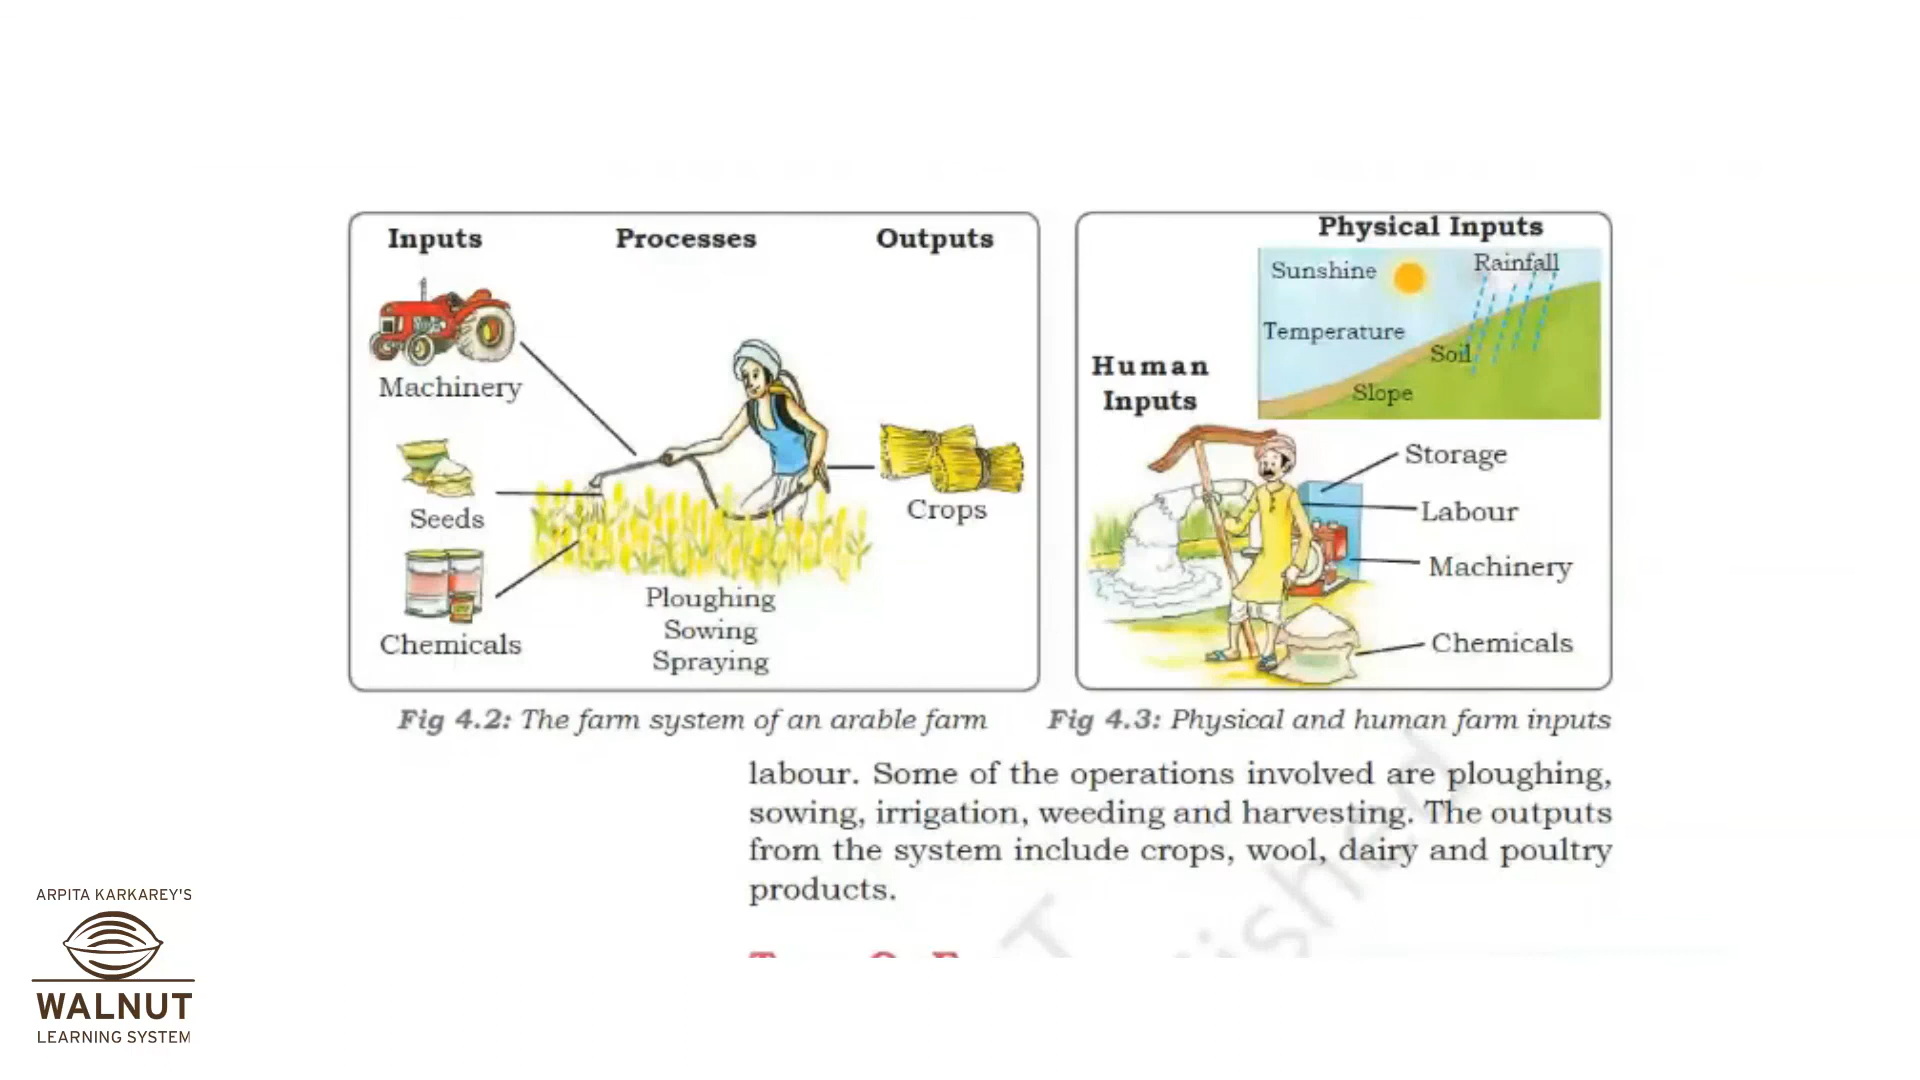 Inputs
Processes
Outputs
Machinery
Seeds
Chemicals
Ploughing
Sowing
Spraying
Crops
Fig 4.2: The farm system of an arable farm
Physical Inputs
Sunshine
Rainfall
Temperature
Soil
Slope
Human
Inputs
Storage
Labour
Machinery
Chemicals
Fig 4.3: Physical and human farm inputs
labour. Some of the operations involved are ploughing,
sowing, irrigation, weeding and harvesting. The outputs
from the system include crops, wool, dairy and poultry
products.
ARPITA KARKAREY'S
WALNUT
LEARNING SYSTEM